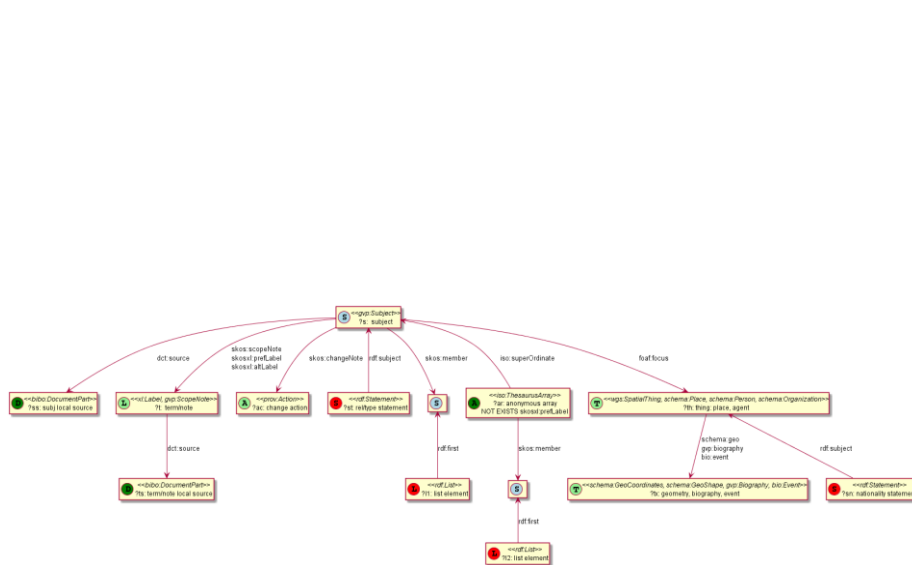 S <<gvp:Subject>>
?s: subject
dct:source
skos:scopeNote
skosxl:prefLabel
skosxl:altLabel
skos:changeNote
rdf:subject
skos:member
iso:superOrdinate
foaf:focus
D <<bibo:DocumentPart>>
?ss: subj local source
L <<xl:Label, gvp:ScopeNote>>
?t: term/note
A <<prov:Action>>
?ac: change action
S <<rdf:Statement>>
?st: rel/type statement
S
A <<iso:ThesaurusArray>>
?ar: anonymous array
NOT EXISTS skosxl:prefLabel
T <<wgs:SpatialThing, schema:Place, schema:Person, schema:Organization>>
?th: thing: place, agent
dct:source
rdf:first
skos:member
schema:geo
gvp:biography
bio:event
rdf:subject
D <<bibo:DocumentPart>>
?ts: term/note local source
L <<rdf:List>>
?l1: list element
S
T <<schema:GeoCoordinates, schema:GeoShape, gvp:Biography, bio:Event>>
?tx: geometry, biography, event
S <<rdf:Statement
?sn: nationality stateme
rdf:first
L <<rdf:List>>
?l2: list element